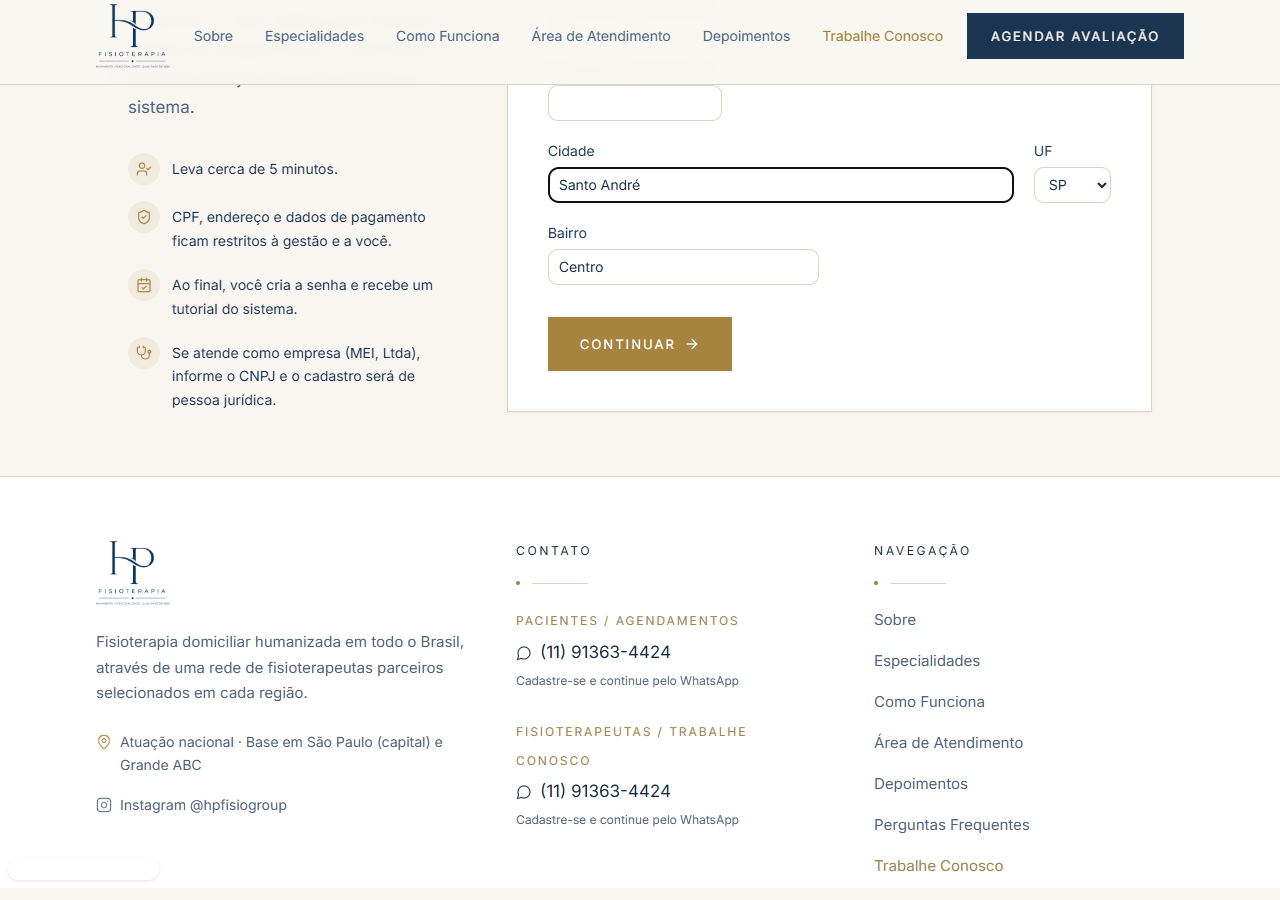 HP
FISIOTERAPIA
Sobre
Especialidades
Como Funciona
Área de Atendimento
Depoimentos
Trabalhe Conosco
AGENDAR AVALIAÇÃO
sistema.
Leva cerca de 5 minutos.
CPF, endereço e dados de pagamento
ficam restritos à gestão e a você.
Ao final, você cria a senha e recebe um
tutorial do sistema.
Se atende como empresa (MEI, Ltda),
informe o CNPJ e o cadastro será de
pessoa jurídica.
Cidade
UF
Santo André
SP
Bairro
Centro
CONTINUAR →
HP
FISIOTERAPIA
Fisioterapia domiciliar humanizada em todo o Brasil,
através de uma rede de fisioterapeutas parceiros
selecionados em cada região.
Atuação nacional · Base em São Paulo (capital) e
Grande ABC
Instagram @hpfisiogroup
CONTATO
PACIENTES / AGENDAMENTOS
(11) 91363-4424
Cadastre-se e continue pelo WhatsApp
FISIOTERAPEUTAS / TRABALHE
CONOSCO
(11) 91363-4424
Cadastre-se e continue pelo WhatsApp
NAVEGAÇÃO
Sobre
Especialidades
Como Funciona
Área de Atendimento
Depoimentos
Perguntas Frequentes
Trabalhe Conosco